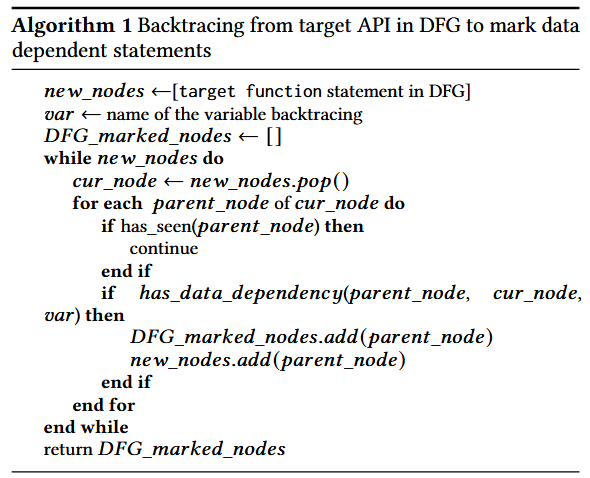 Algorithm 1 Backtracing from target API in DFG to mark data
dependent statements
new_nodes ←[target function statement in DFG]
var ← name of the variable backtracing
DFG_marked_nodes ← []
while new_nodes do
cur_node ← new_nodes.pop()
for each parent_node of cur_node do
if has_seen(parent_node) then
continue
end if
if has_data_dependency(parent_node, cur_node,
var) then
DFG_marked_nodes.add(parent_node)
new_nodes.add(parent_node)
end if
end for
end while
return DFG_marked_nodes